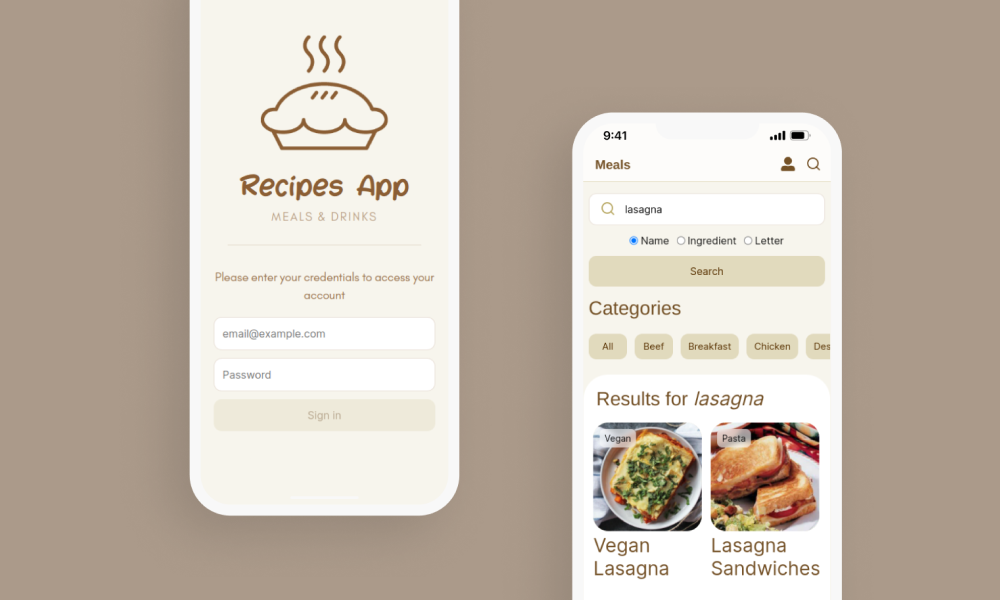 Recipes App
MEALS & DRINKS
Please enter your credentials to access your
account
email@example.com
Password
Sign in
9:41
Meals
lasagna
Name Ingredient Letter
Search
Categories
All Beef Breakfast Chicken Des
Results for lasagna
Vegan Pasta
Vegan
Lasagna
Lasagna
Sandwiches